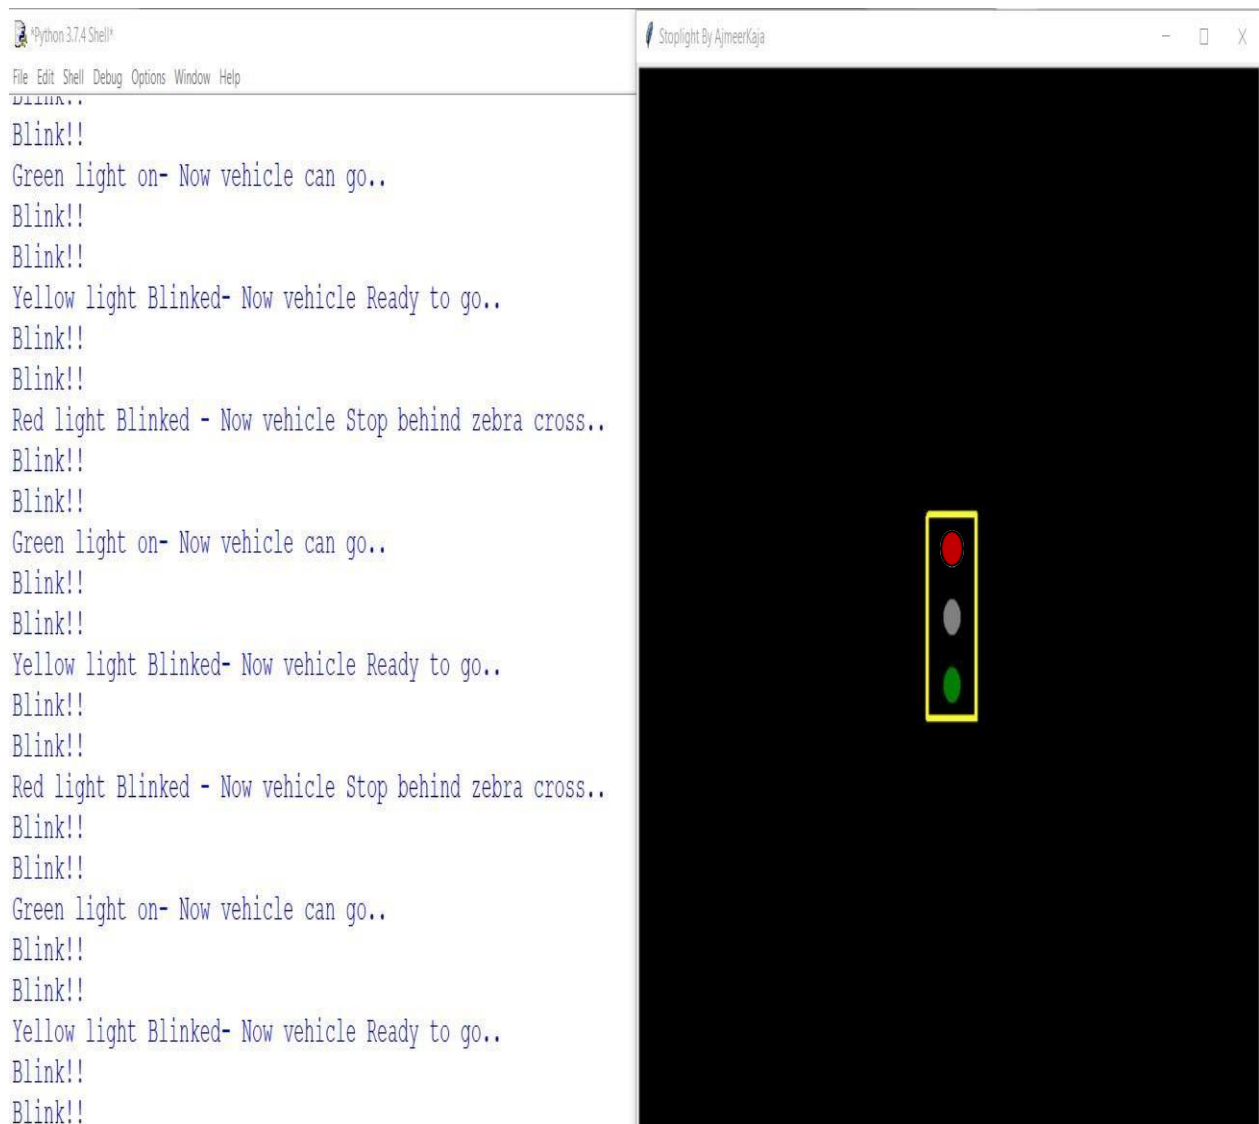 *Python 3.7.4 Shell*
File Edit Shell Debug Options Window Help
Blink!!
Blink!!
Green light on- Now vehicle can go..
Blink!!
Blink!!
Yellow light Blinked- Now vehicle Ready to go..
Blink!!
Blink!!
Red light Blinked - Now vehicle Stop behind zebra cross..
Blink!!
Blink!!
Green light on- Now vehicle can go..
Blink!!
Blink!!
Yellow light Blinked- Now vehicle Ready to go..
Blink!!
Blink!!
Red light Blinked - Now vehicle Stop behind zebra cross..
Blink!!
Blink!!
Green light on- Now vehicle can go..
Blink!!
Blink!!
Yellow light Blinked- Now vehicle Ready to go..
Blink!!
Blink!!
Stoplight By AjmeerKaja